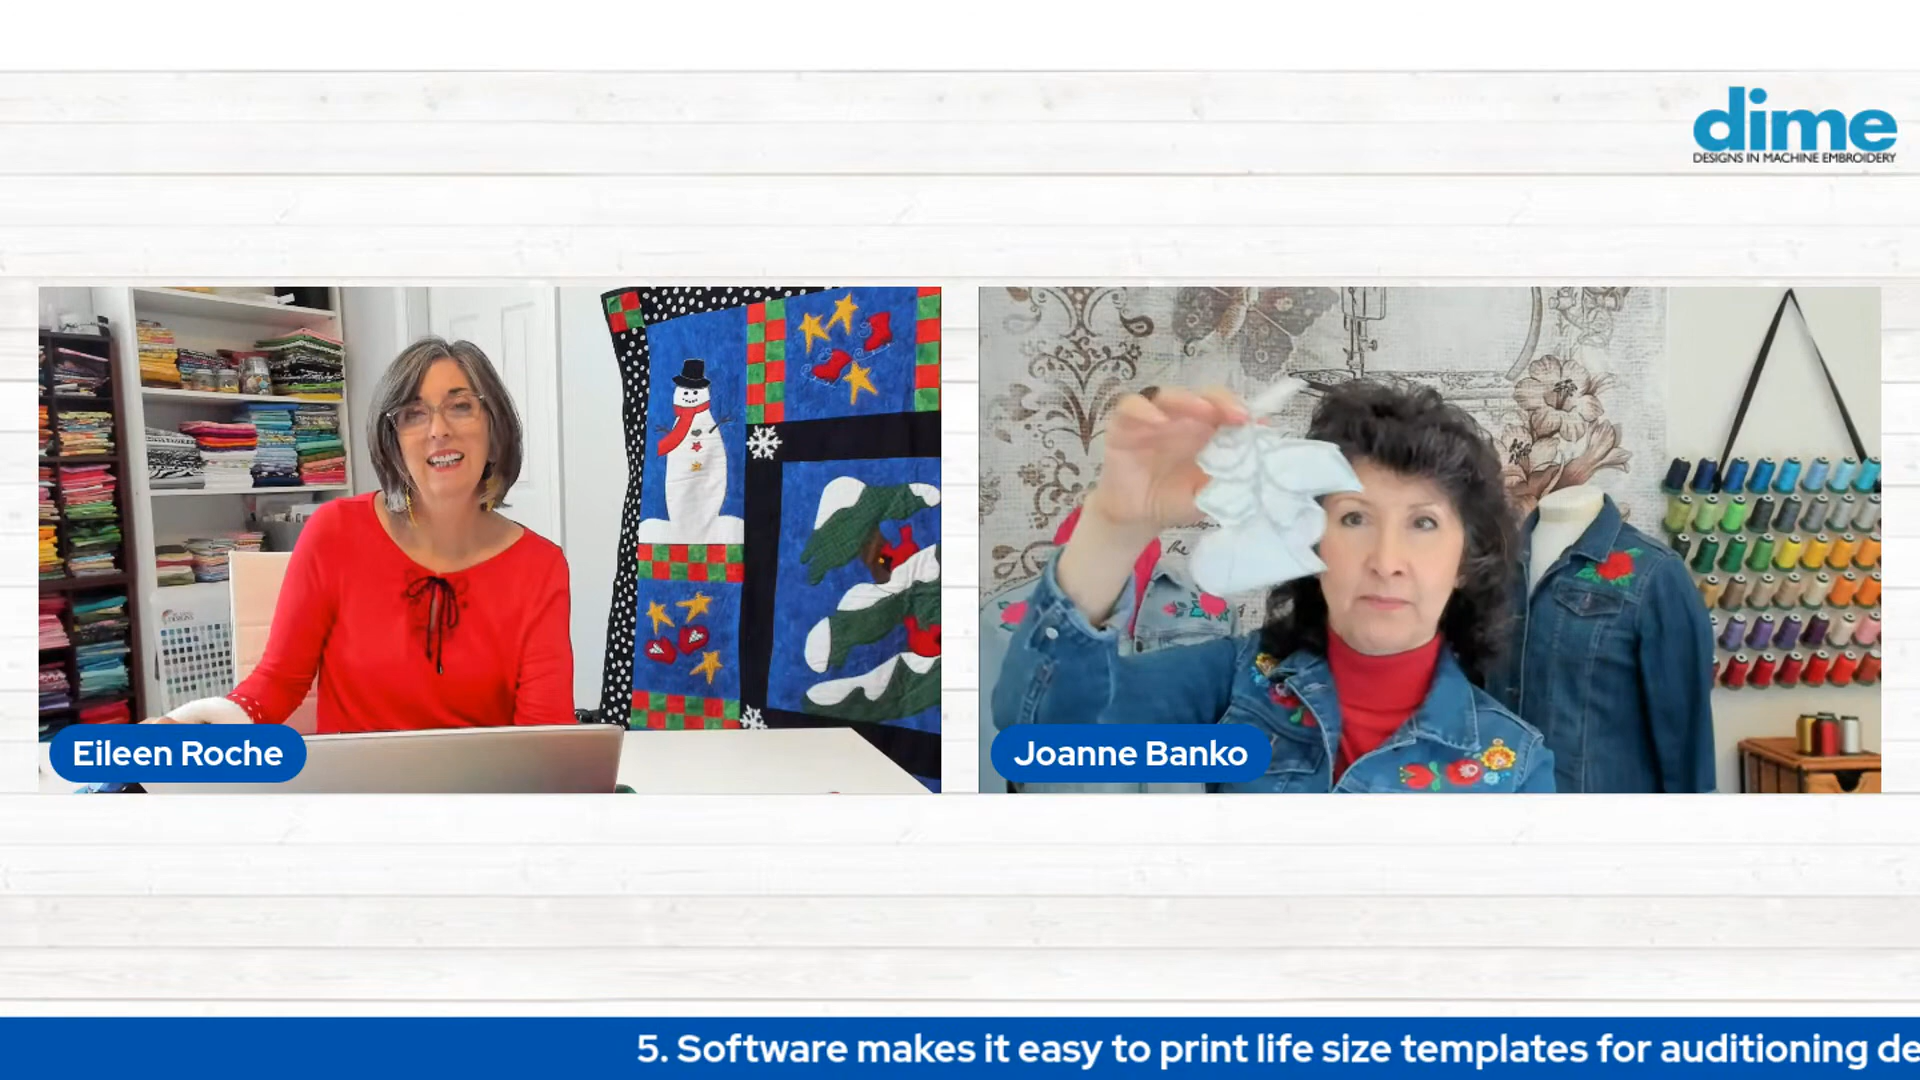 dime
DESIGNS IN MACHINE EMBROIDERY
Eileen Roche
Joanne Banko
5. Software makes it easy to print life size templates for auditioning de